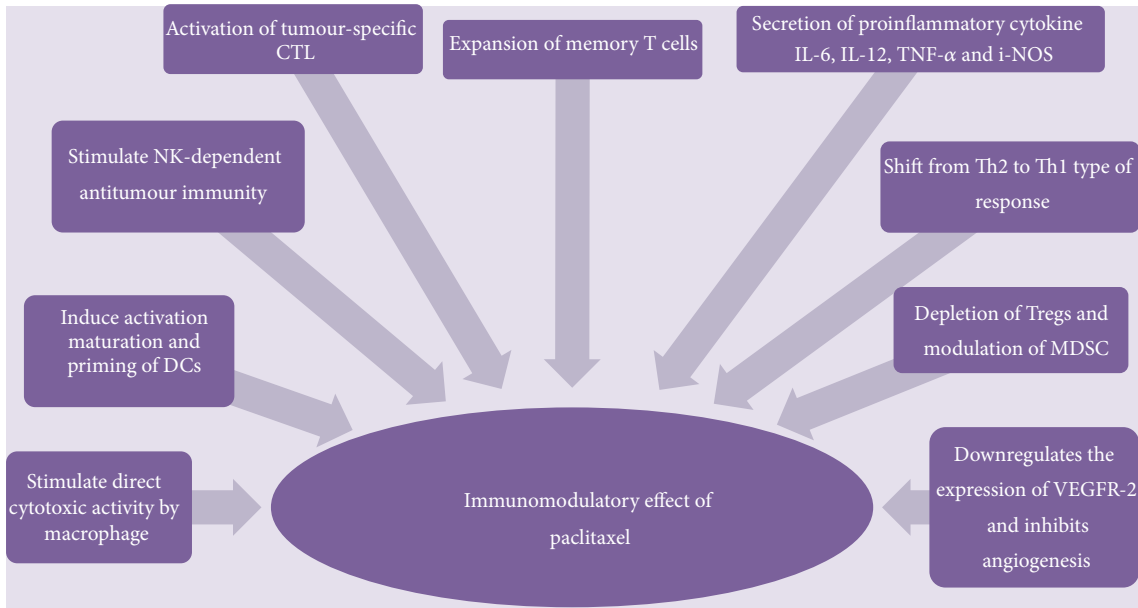 Activation of tumour-specific
CTL
Expansion of memory T cells
Secretion of proinflammatory cytokine
IL-6, IL-12, TNF-α and i-NOS
Stimulate NK-dependent
antitumour immunity
Shift from Th2 to Th1 type of
response
Induce activation
maturation and
priming of DCs
Depletion of Tregs and
modulation of MDSC
Stimulate direct
cytotoxic activity by
macrophage
Immunomodulatory effect of
paclitaxel
Downregulates the
expression of VEGFR-2
and inhibits
angiogenesis